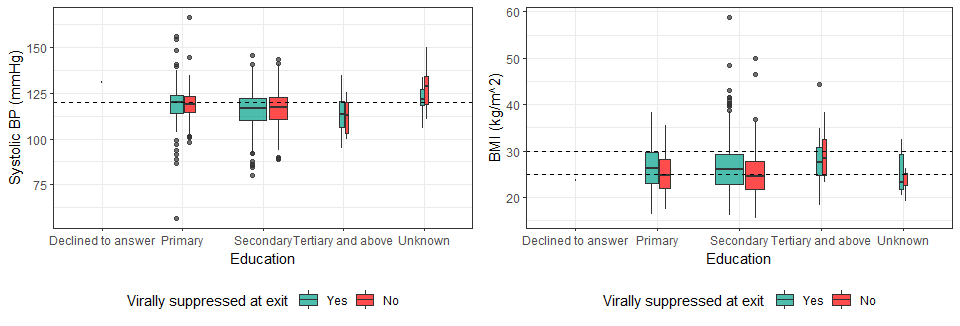 Systolic BP (mmHg)
150
125
100
75
Declined to answer Primary Secondary Tertiary and above Unknown
Education
Virally suppressed at exit Yes No
BMI (kg/m^2)
60
50
40
30
20
Declined to answer Primary Secondary Tertiary and above Unknown
Education
Virally suppressed at exit Yes No